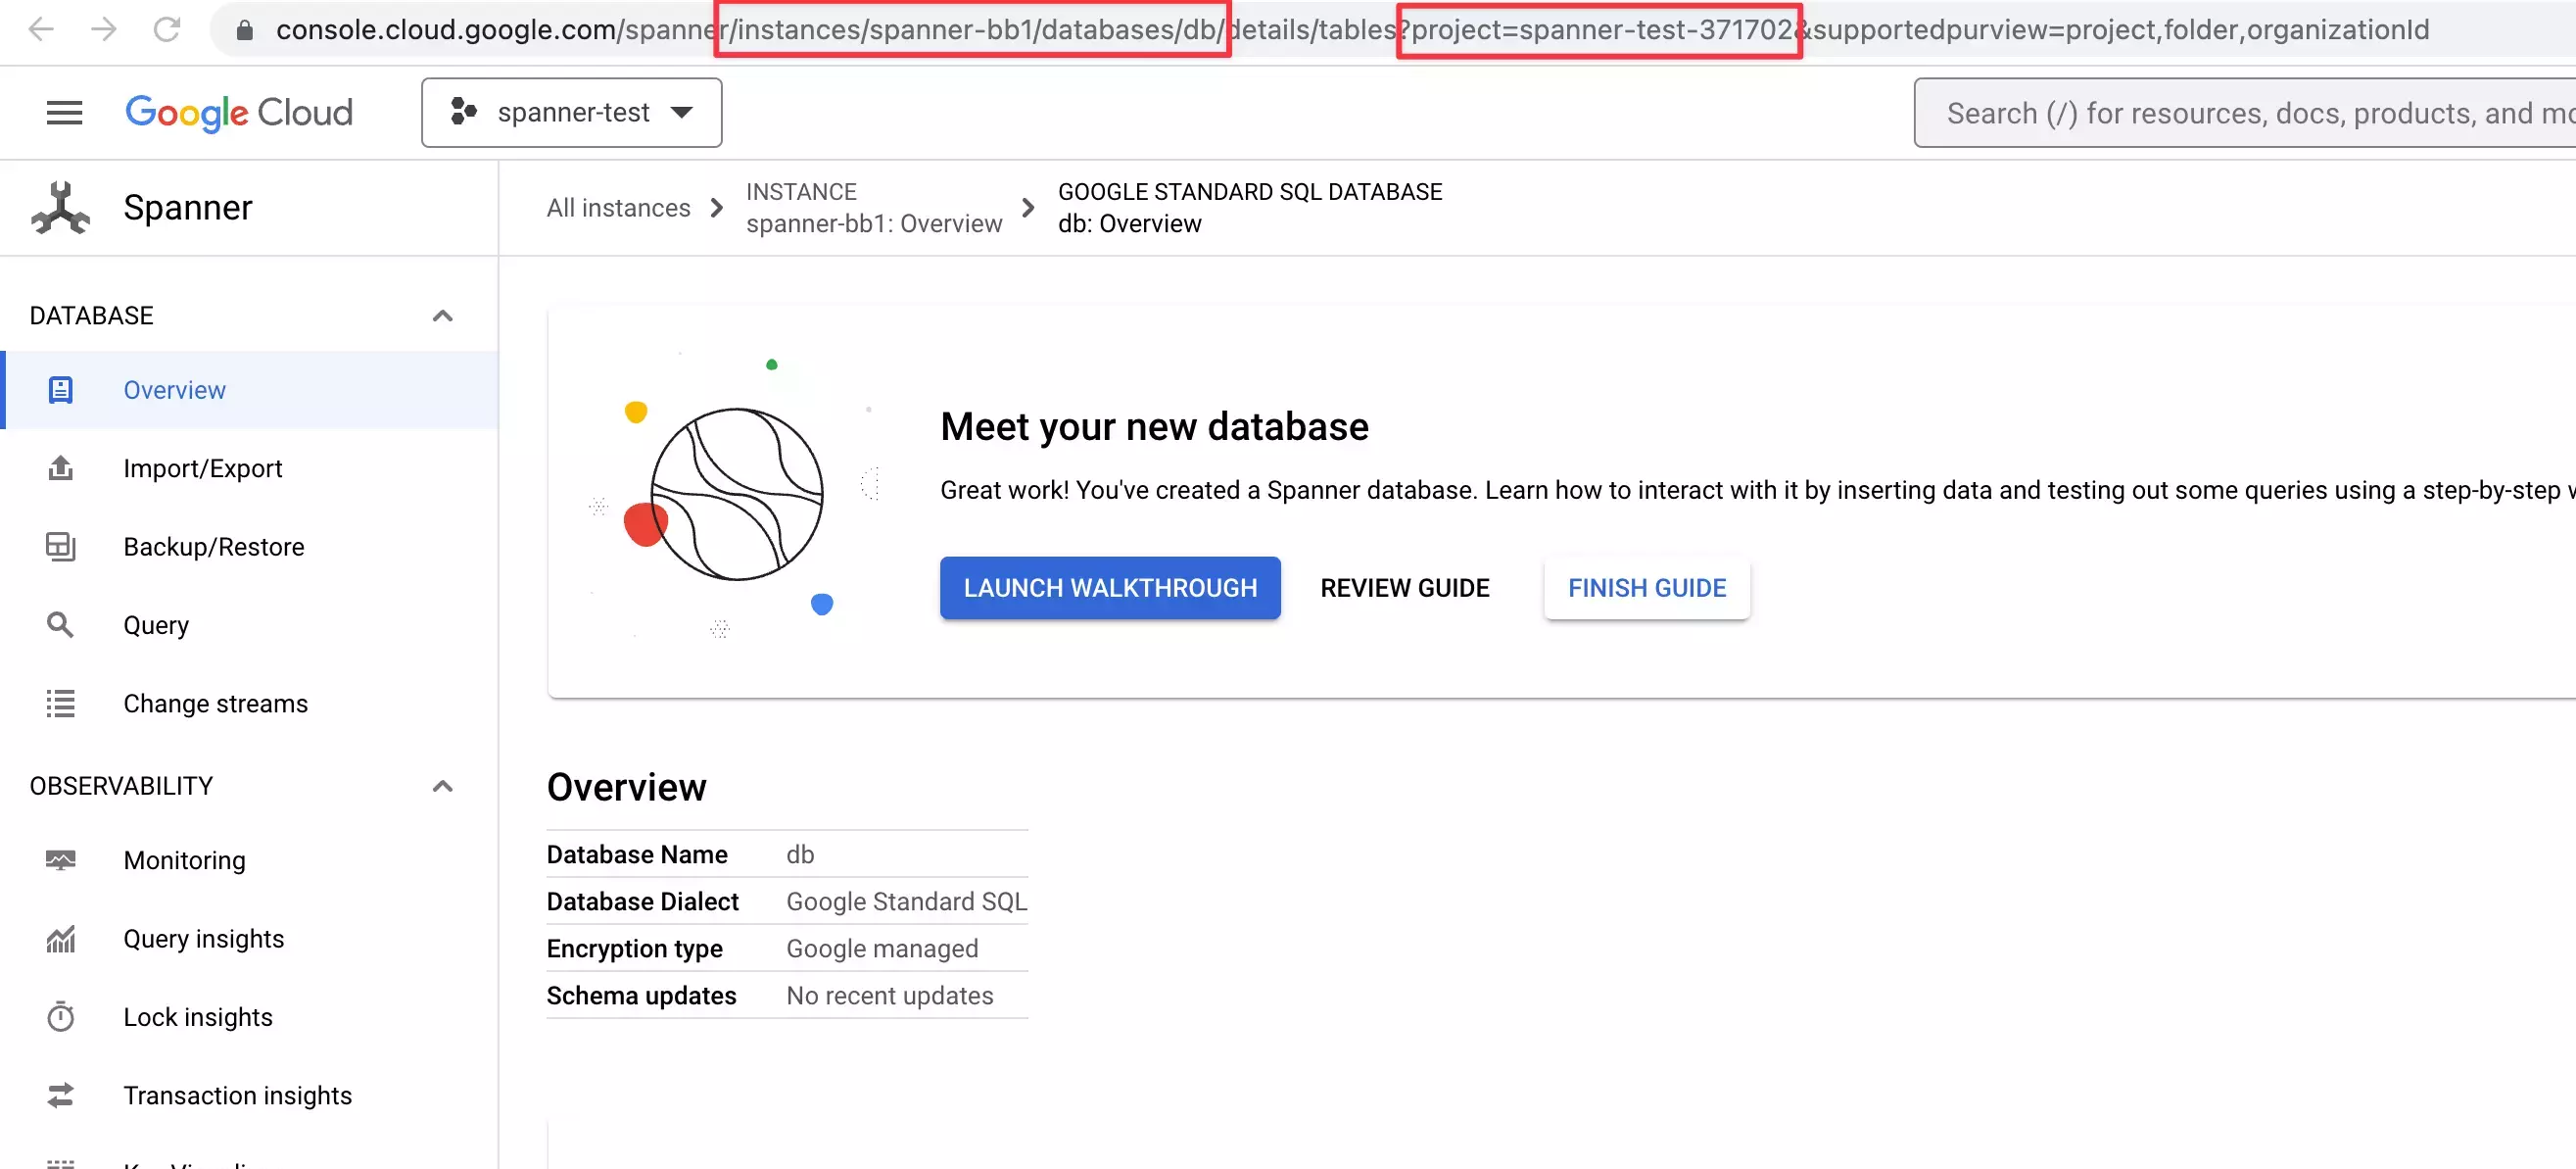 console.cloud.google.com/spanner/instances/spanner-bb1/databases/db/details/tables?project=spanner-test-371702&supportedpurview=project,folder,organizationId
Google Cloud
spanner-test
Search (/) for resources, docs, products, and
Spanner
All instances
INSTANCE
spanner-bb1: Overview
GOOGLE STANDARD SQL DATABASE
db: Overview
DATABASE
Overview
Import/Export
Backup/Restore
Query
Change streams
OBSERVABILITY
Monitoring
Query insights
Lock insights
Transaction insights
Meet your new database
Great work! You've created a Spanner database. Learn how to interact with it by inserting data and testing out some queries using a step-by-step
LAUNCH WALKTHROUGH
REVIEW GUIDE
FINISH GUIDE
Overview
Database Name db
Database Dialect Google Standard SQL
Encryption type Google managed
Schema updates No recent updates